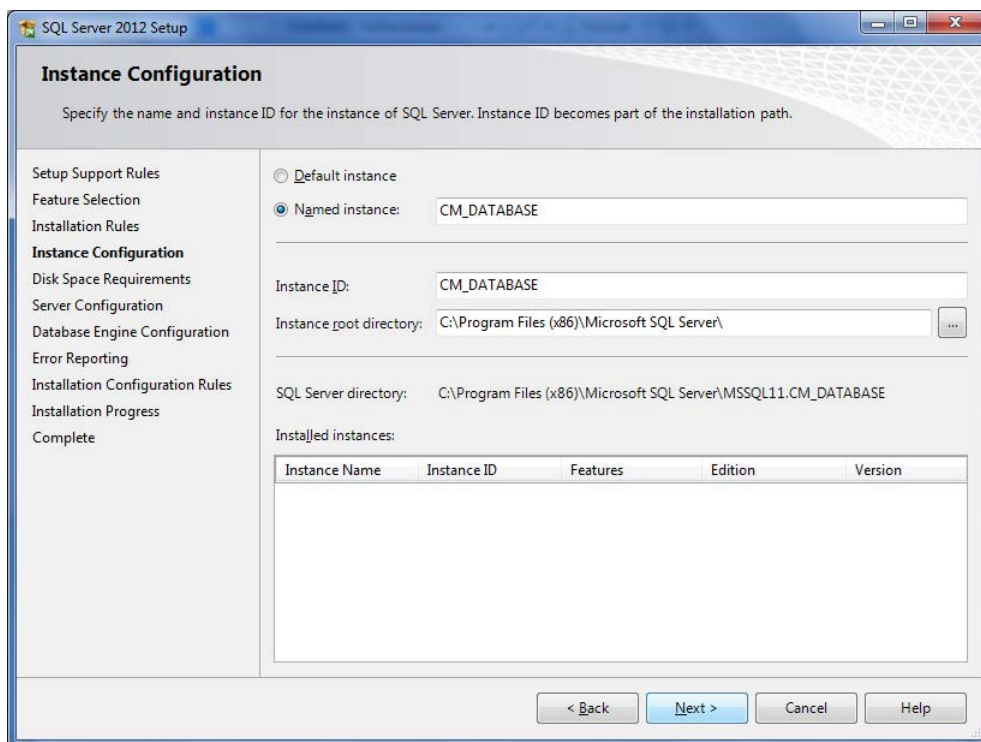 SQL Server 2012 Setup
Instance Configuration
Specify the name and instance ID for the instance of SQL Server. Instance ID becomes part of the installation path.
Setup Support Rules
Feature Selection
Installation Rules
Instance Configuration
Disk Space Requirements
Server Configuration
Database Engine Configuration
Error Reporting
Installation Configuration Rules
Installation Progress
Complete
Default instance
Named instance: CM_DATABASE
Instance ID: CM_DATABASE
Instance root directory: C:\Program Files (x86)\Microsoft SQL Server\
...
SQL Server directory: C:\Program Files (x86)\Microsoft SQL Server\MSSQL11.CM_DATABASE
Installed instances:
Instance Name Instance ID Features Edition Version
< Back Next > Cancel Help